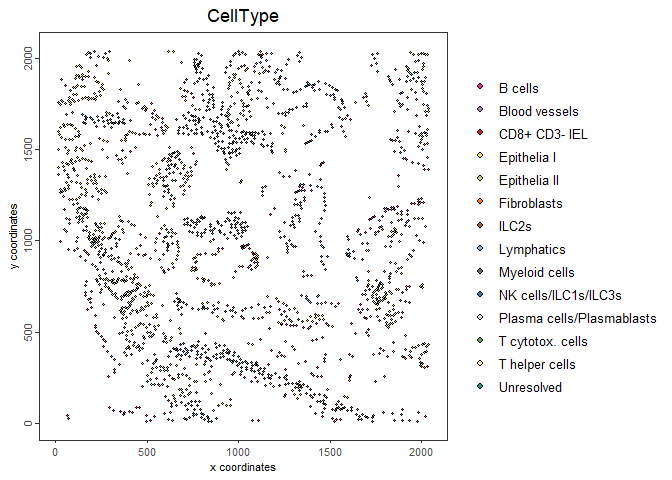 CellType
2000
1500
1000
500
0
y coordinates
0
500
1000
1500
2000
x coordinates
B cells
Blood vessels
CD8+ CD3- IEL
Epithelia I
Epithelia II
Fibroblasts
ILC2s
Lymphatics
Myeloid cells
NK cells/ILC1s/ILC3s
Plasma cells/Plasmablasts
T cytotox. cells
T helper cells
Unresolved